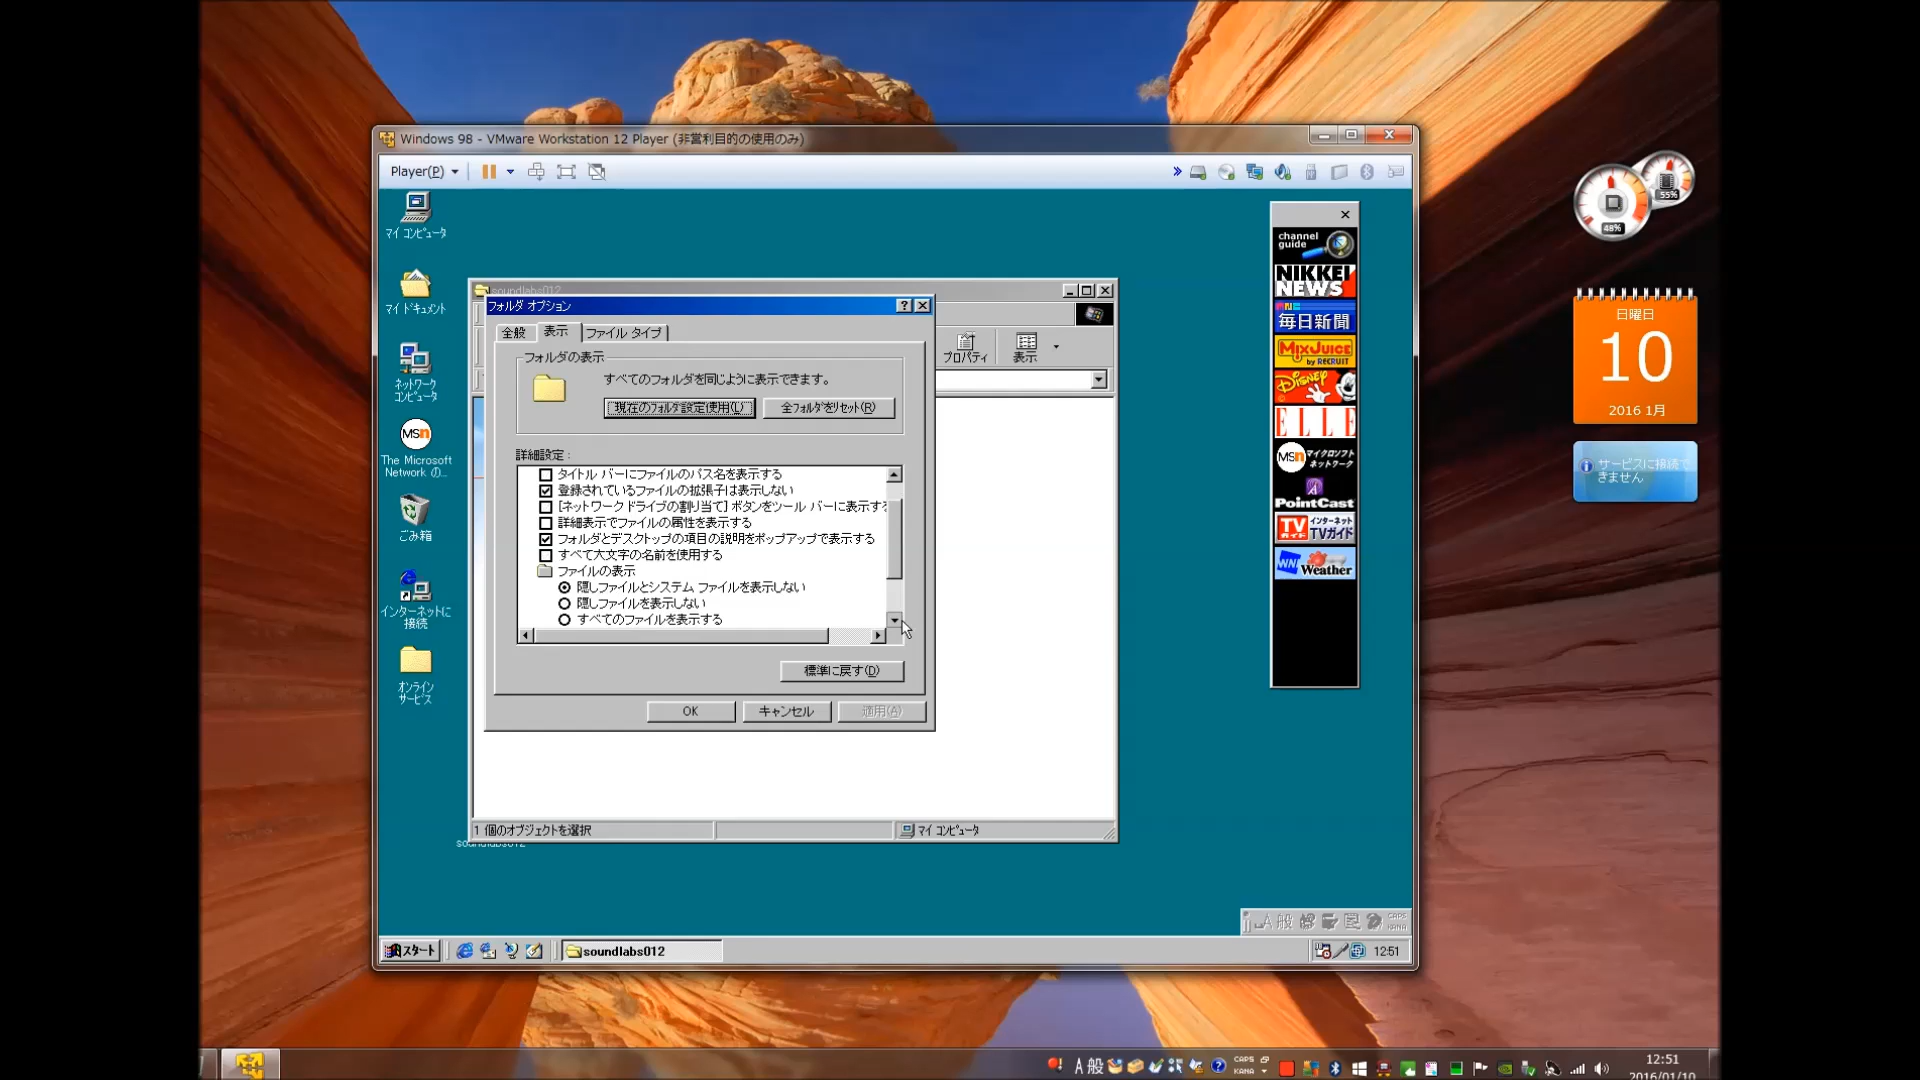 Windows 98 - VMware Workstation 12 Player (非営利目的の使用のみ)
Player(P)
マイ コンピュータ
マイ ドキュメント
ネットワーク
コンピュータ
MSN
The Microsoft
Network の...
ごみ箱
インターネットに
接続
オンライン
サービス
soundlabs012
フォルダ オプション
全般
表示
ファイル タイプ
フォルダの表示
すべてのフォルダを同じように表示できます。
現在のフォルダ設定使用(L)
全フォルダをリセット(R)
詳細設定:
タイトル バーにファイルのパス名を表示する
登録されているファイルの拡張子は表示しない
[ネットワーク ドライブの割り当て] ボタンをツール バーに表示する
詳細表示でファイルの属性を表示する
フォルダとデスクトップの項目の説明をポップアップで表示する
すべて大文字の名前を使用する
ファイルの表示
隠しファイルとシステム ファイルを表示しない
隠しファイルを表示しない
すべてのファイルを表示する
標準に戻す(D)
OK
キャンセル
適用(A)
プロパティ
表示
1 個のオブジェクトを選択
マイ コンピュータ
soundlabs012
channel
guide
NIKKEI
NEWS
毎日新聞
MixJuice
by RECRUIT
Disney
ELLE
MSN マイクロソフト
ネットワーク
PointCast
TV
ガイド
インターネット
TVガイド
WNI
Weather
A 般
CAPS
KANA
スタート
soundlabs012
12:51
48%
55%
日曜日
10
2016 1月
サービスに接続で
きません
A 般
CAPS
KANA
12:51
2016/01/10